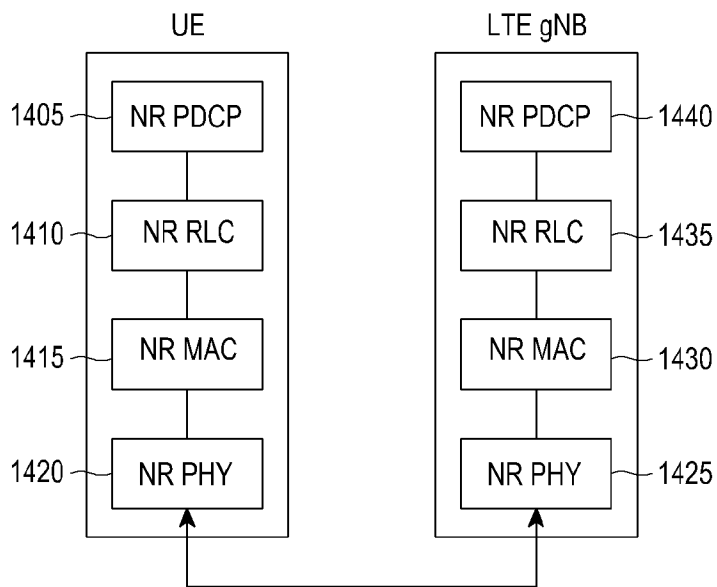 UE LTE gNB
1405 NR PDCP NR PDCP 1440
1410 NR RLC NR RLC 1435
1415 NR MAC NR MAC 1430
1420 NR PHY NR PHY 1425